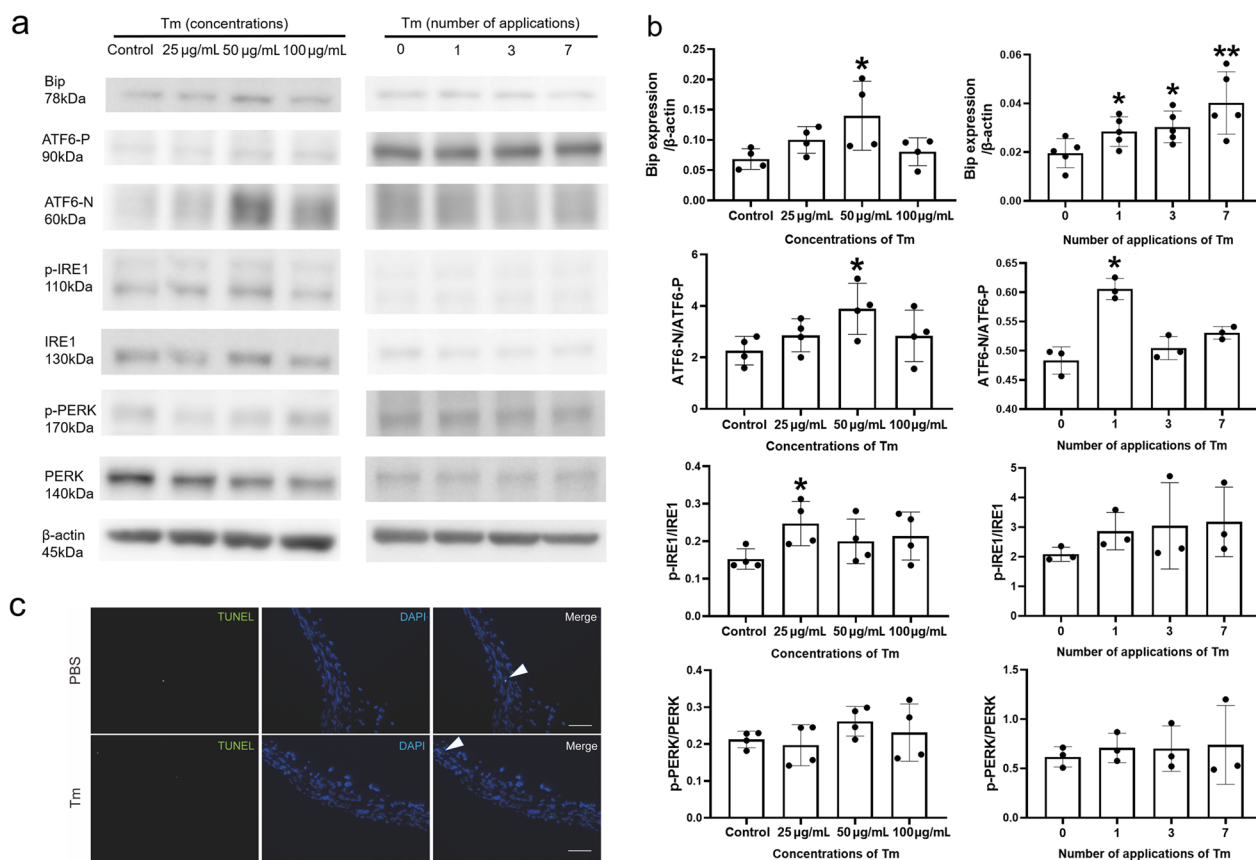 a
Tm (concentrations)
Tm (number of applications)
Control 25 µg/mL 50 µg/mL 100 µg/mL
0 1 3 7
Bip
78kDa
ATF6-P
90kDa
ATF6-N
60kDa
p-IRE1
110kDa
IRE1
130kDa
p-PERK
170kDa
PERK
140kDa
β-actin
45kDa
b
Bip expression
/β-actin
0.25
0.20
0.15
0.10
0.05
0.00
*
Control 25 µg/mL 50 µg/mL 100 µg/mL
Concentrations of Tm
Bip expression
/β-actin
0.06
0.04
0.02
0.00
* * **
0 1 3 7
Number of applications of Tm
ATF6-N/ATF6-P
6
4
2
0
*
Control 25 µg/mL 50 µg/mL 100 µg/mL
Concentrations of Tm
ATF6-N/ATF6-P
0.65
0.60
0.55
0.50
0.45
0.40
*
0 1 3 7
Number of applications of Tm
p-IRE1/IRE1
0.4
0.3
0.2
0.1
0.0
*
Control 25 µg/mL 50 µg/mL 100 µg/mL
Concentrations of Tm
p-IRE1/IRE1
5
4
3
2
1
0
0 1 3 7
Number of applications of Tm
p-PERK/PERK
0.4
0.3
0.2
0.1
0.0
Control 25 µg/mL 50 µg/mL 100 µg/mL
Concentrations of Tm
p-PERK/PERK
1.5
1.0
0.5
0.0
0 1 3 7
Number of applications of Tm
c
PBS
TUNEL
DAPI
Merge
Tm
TUNEL
DAPI
Merge